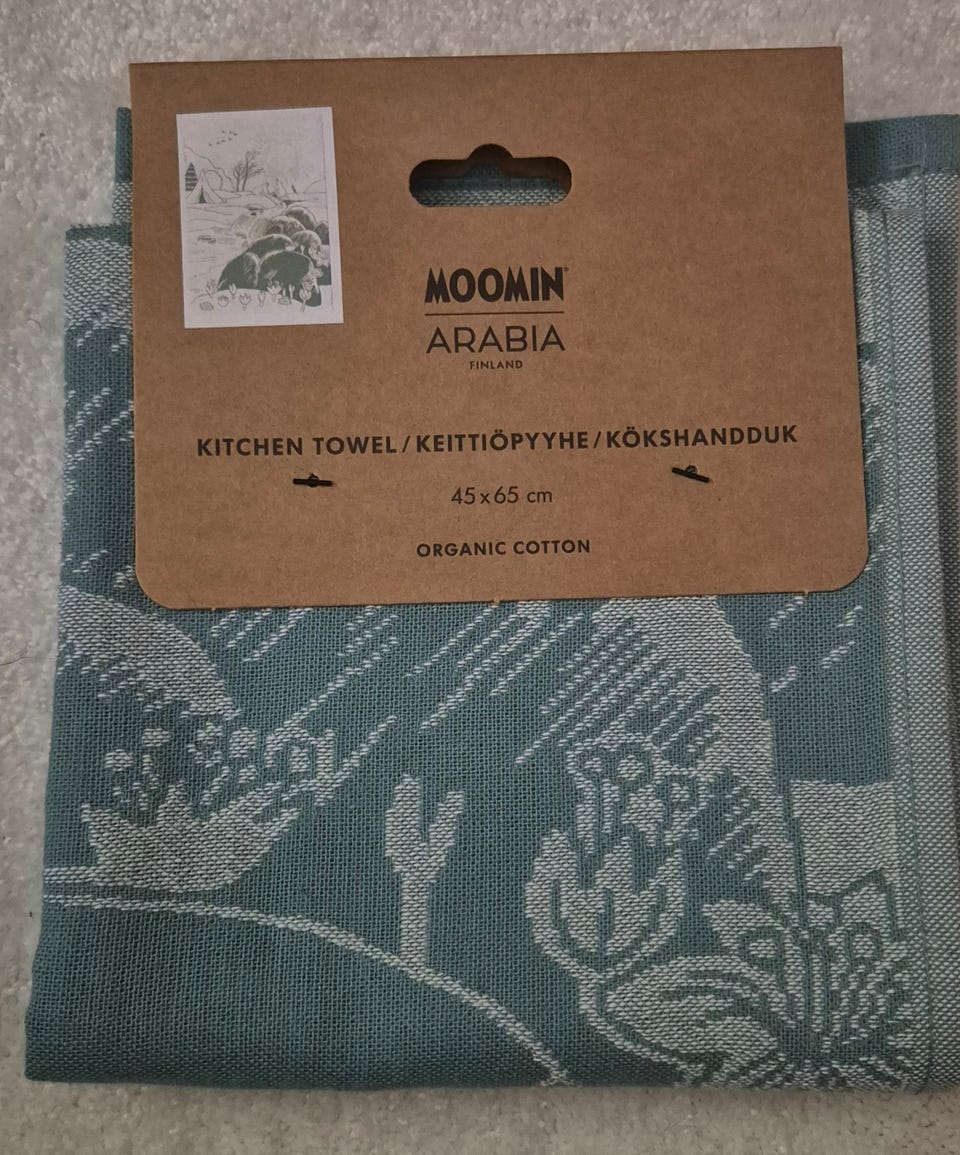 MOOMIN
ARABIA
FINLAND
KITCHEN TOWEL / KEITTIÖPYYHE / KÖKSHANDDUK
45 x 65 cm
ORGANIC COTTON